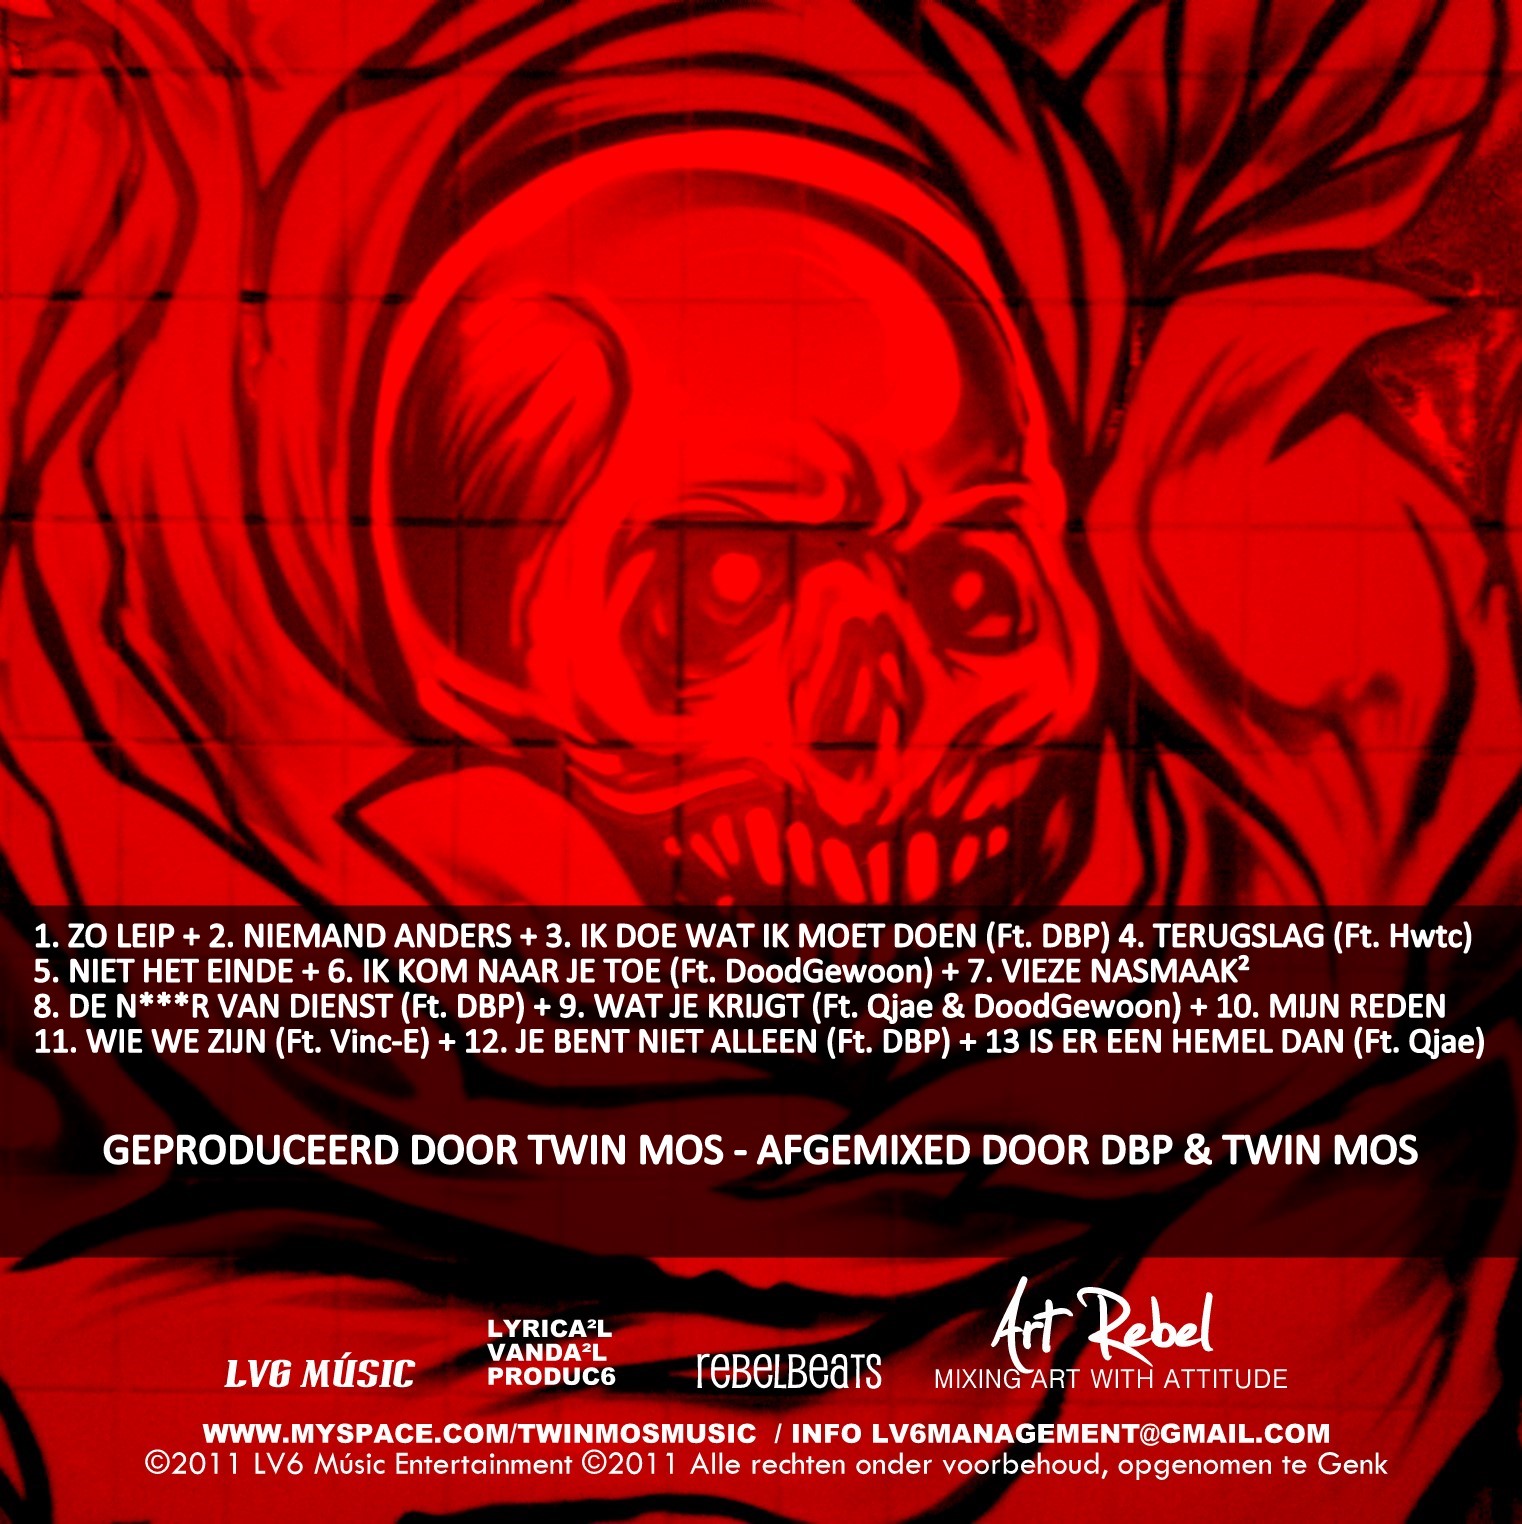 1. ZO LEIP + 2. NIEMAND ANDERS + 3. IK DOE WAT IK MOET DOEN (Ft. DBP) 4. TERUGSLAG (Ft. Hwtc)
5. NIET HET EINDE + 6. IK KOM NAAR JE TOE (Ft. DoodGewoon) + 7. VIEZE NASMAAK²
8. DE N***R VAN DIENST (Ft. DBP) + 9. WAT JE KRIJGT (Ft. Qjae & DoodGewoon) + 10. MIJN REDEN
11. WIE WE ZIJN (Ft. Vinc-E) + 12. JE BENT NIET ALLEEN (Ft. DBP) + 13 IS ER EEN HEMEL DAN (Ft. Qjae)
GEPRODUCEERD DOOR TWIN MOS - AFGEMIXED DOOR DBP & TWIN MOS
LV6 MÚSIC
LYRICA²L
VANDA²L
PRODUC6
rebelbeats
Art Rebel
MIXING ART WITH ATTITUDE
WWW.MYSPACE.COM/TWINMOSMUSIC / INFO LV6MANAGEMENT@GMAIL.COM
©2011 LV6 Músic Entertainment ©2011 Alle rechten onder voorbehoud, opgenomen te Genk